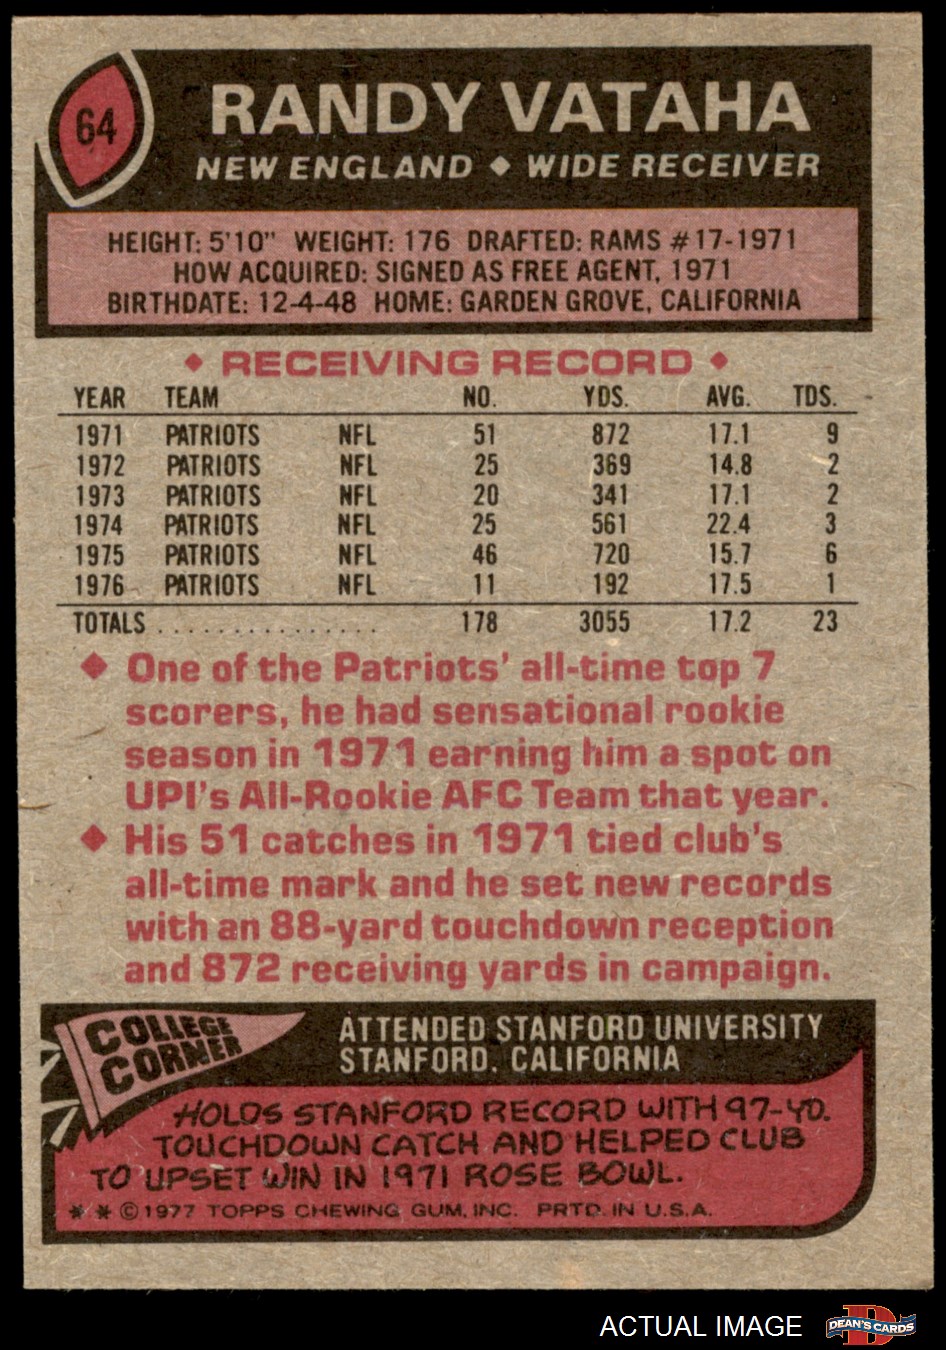 64
RANDY VATAHA
NEW ENGLAND ◆ WIDE RECEIVER
HEIGHT: 5'10" WEIGHT: 176 DRAFTED: RAMS #17-1971
HOW ACQUIRED: SIGNED AS FREE AGENT, 1971
BIRTHDATE: 12-4-48 HOME: GARDEN GROVE, CALIFORNIA
◆ RECEIVING RECORD ◆
YEAR TEAM NO. YDS. AVG. TDS.
1971 PATRIOTS NFL 51 872 17.1 9
1972 PATRIOTS NFL 25 369 14.8 2
1973 PATRIOTS NFL 20 341 17.1 2
1974 PATRIOTS NFL 25 561 22.4 3
1975 PATRIOTS NFL 46 720 15.7 6
1976 PATRIOTS NFL 11 192 17.5 1
TOTALS . . . . . . . . . . . . . . . 178 3055 17.2 23
◆ One of the Patriots' all-time top 7
scorers, he had sensational rookie
season in 1971 earning him a spot on
UPI's All-Rookie AFC Team that year.
◆ His 51 catches in 1971 tied club's
all-time mark and he set new records
with an 88-yard touchdown reception
and 872 receiving yards in campaign.
COLLEGE
CORNER
ATTENDED STANFORD UNIVERSITY
STANFORD, CALIFORNIA
HOLDS STANFORD RECORD WITH 97-YD.
TOUCHDOWN CATCH AND HELPED CLUB
TO UPSET WIN IN 1971 ROSE BOWL.
* * © 1977 TOPPS CHEWING GUM, INC. PRTD. IN U.S.A.
ACTUAL IMAGE
D
DEAN'S CARDS